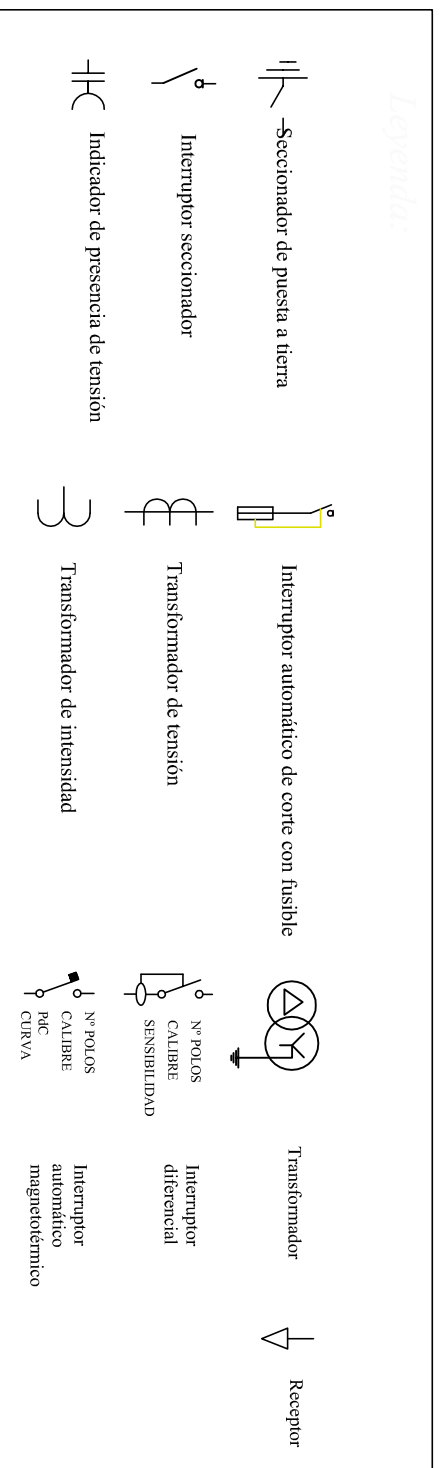 Leyenda:
Seccionador de puesta a tierra
Interruptor seccionador
Indicador de presencia de tensión
Interruptor automático de corte con fusible
Transformador de tensión
Transformador de intensidad
Transformador
Nº POLOS
CALIBRE
SENSIBILIDAD
Interruptor
diferencial
Nº POLOS
CALIBRE
PdC
CURVA
Interruptor
automático
magnetotérmico
Receptor